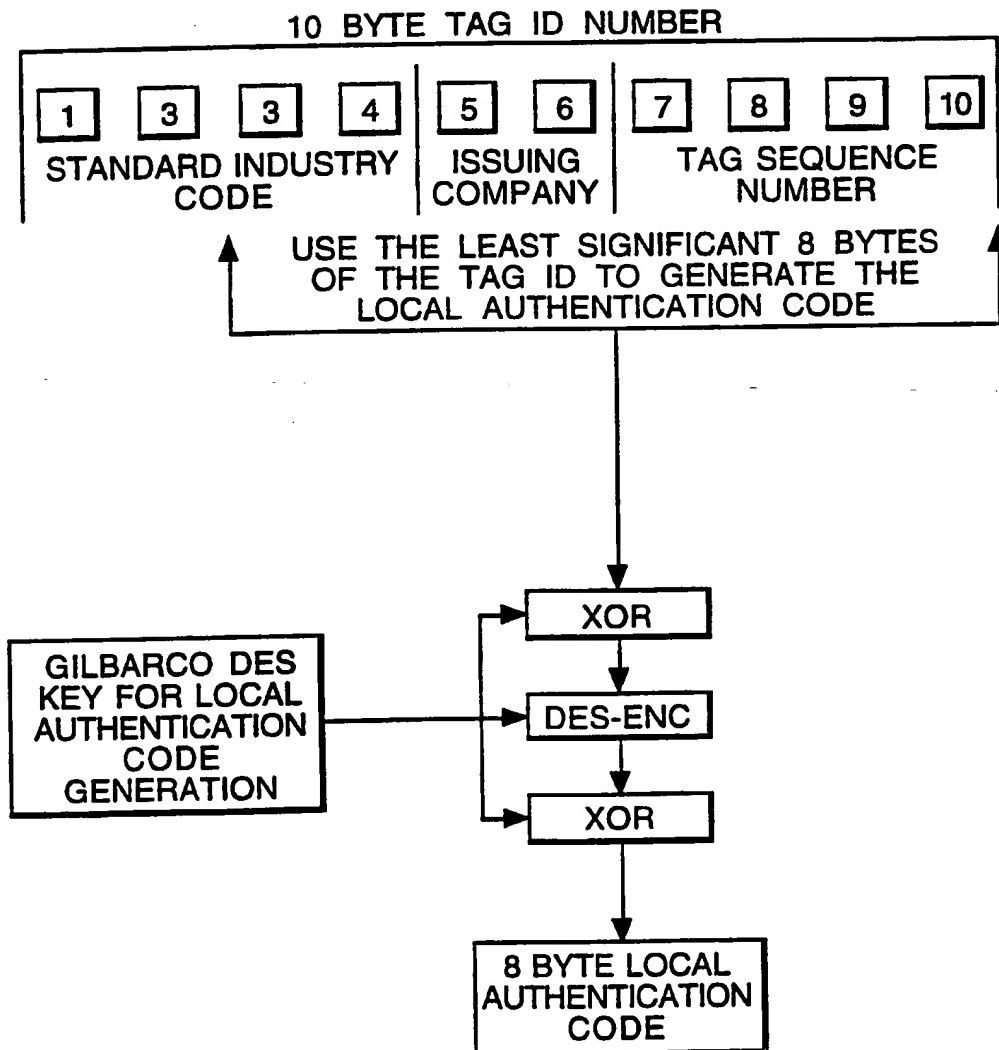 10 BYTE TAG ID NUMBER
1 3 3 4 5 6 7 8 9 10
STANDARD INDUSTRY
CODE
ISSUING
COMPANY
TAG SEQUENCE
NUMBER
USE THE LEAST SIGNIFICANT 8 BYTES
OF THE TAG ID TO GENERATE THE
LOCAL AUTHENTICATION CODE
XOR
GILBARCO DES
KEY FOR LOCAL
AUTHENTICATION
CODE
GENERATION
DES-ENC
XOR
8 BYTE LOCAL
AUTHENTICATION
CODE